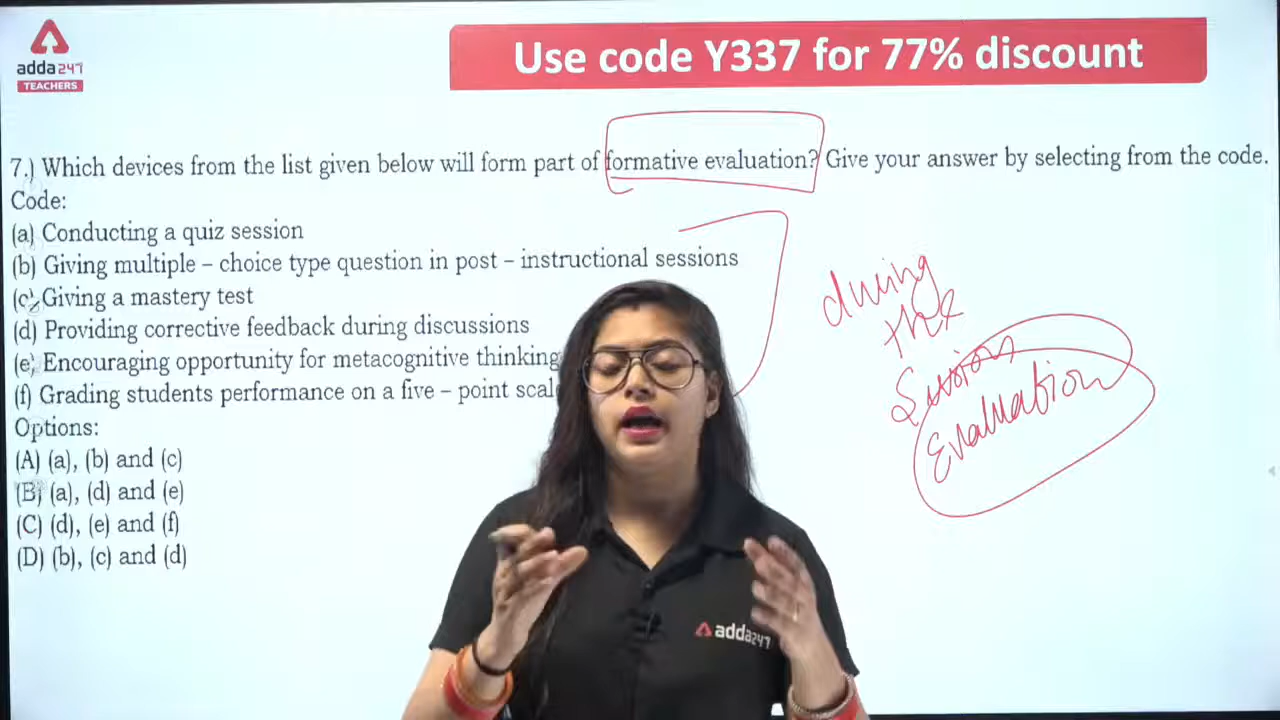 adda247
TEACHERS
Use code Y337 for 77% discount
7.) Which devices from the list given below will form part of formative evaluation? Give your answer by selecting from the code.
Code:
(a) Conducting a quiz session
(b) Giving multiple – choice type question in post – instructional sessions
(c) Giving a mastery test
(d) Providing corrective feedback during discussions
(e) Encouraging opportunity for metacognitive thinking
(f) Grading students performance on a five – point
Options:
(A) (a), (b) and (c)
(B) (a), (d) and (e)
(C) (d), (e) and (f)
(D) (b), (c) and (d)
during
the
Session
Evaluation
adda247